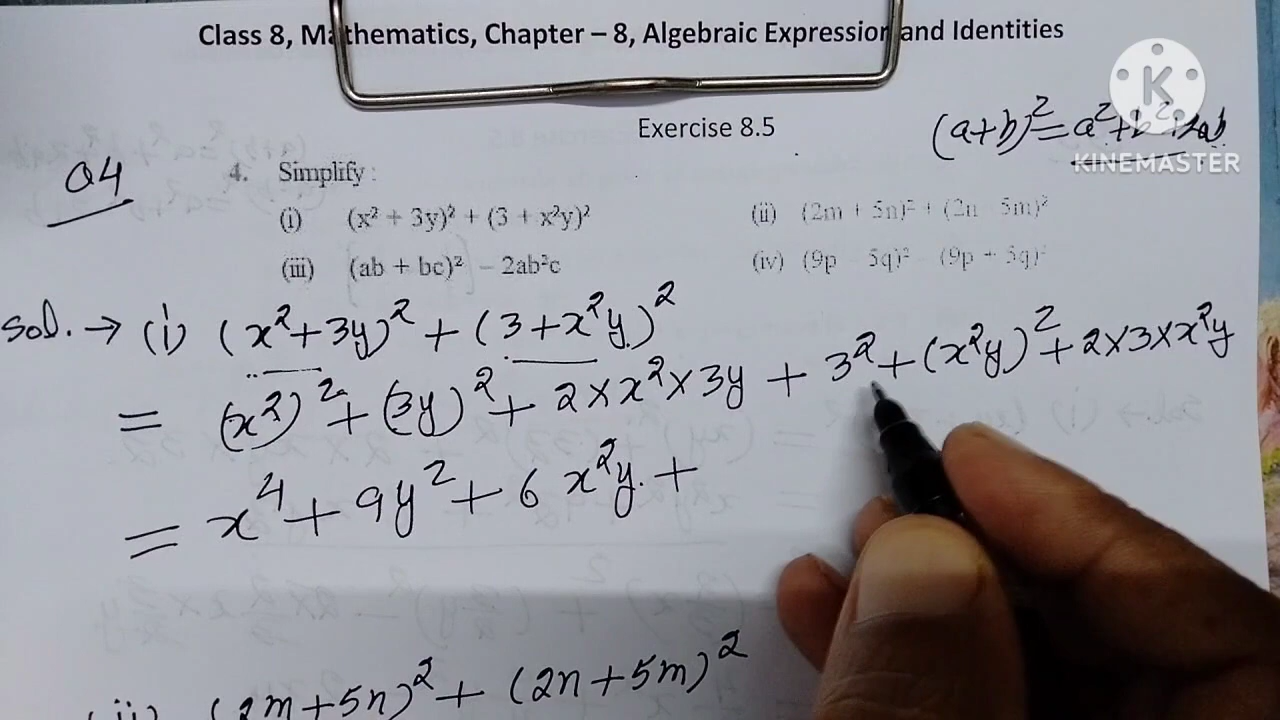 Class 8, Mathematics, Chapter – 8, Algebraic Expression and Identities
Exercise 8.5
(a+b)² = a²+b²+2ab
K
KINEMASTER
Q4
4. Simplify :
(i) (x² + 3y)² + (3 + x²y)²
(ii) (2m + 5n)² + (2n 5m)²
(iii) (ab + bc)² – 2ab²c
(iv) (9p 5q)² (9p + 5q)²
Sol. → (i) (x²+3y)² + (3+x²y)²
= (x²)² + (3y)² + 2×x²×3y + 3² + (x²y)² + 2×3×x²y
= x⁴ + 9y² + 6x²y +
(ii) (2m+5n)² + (2n+5m)²